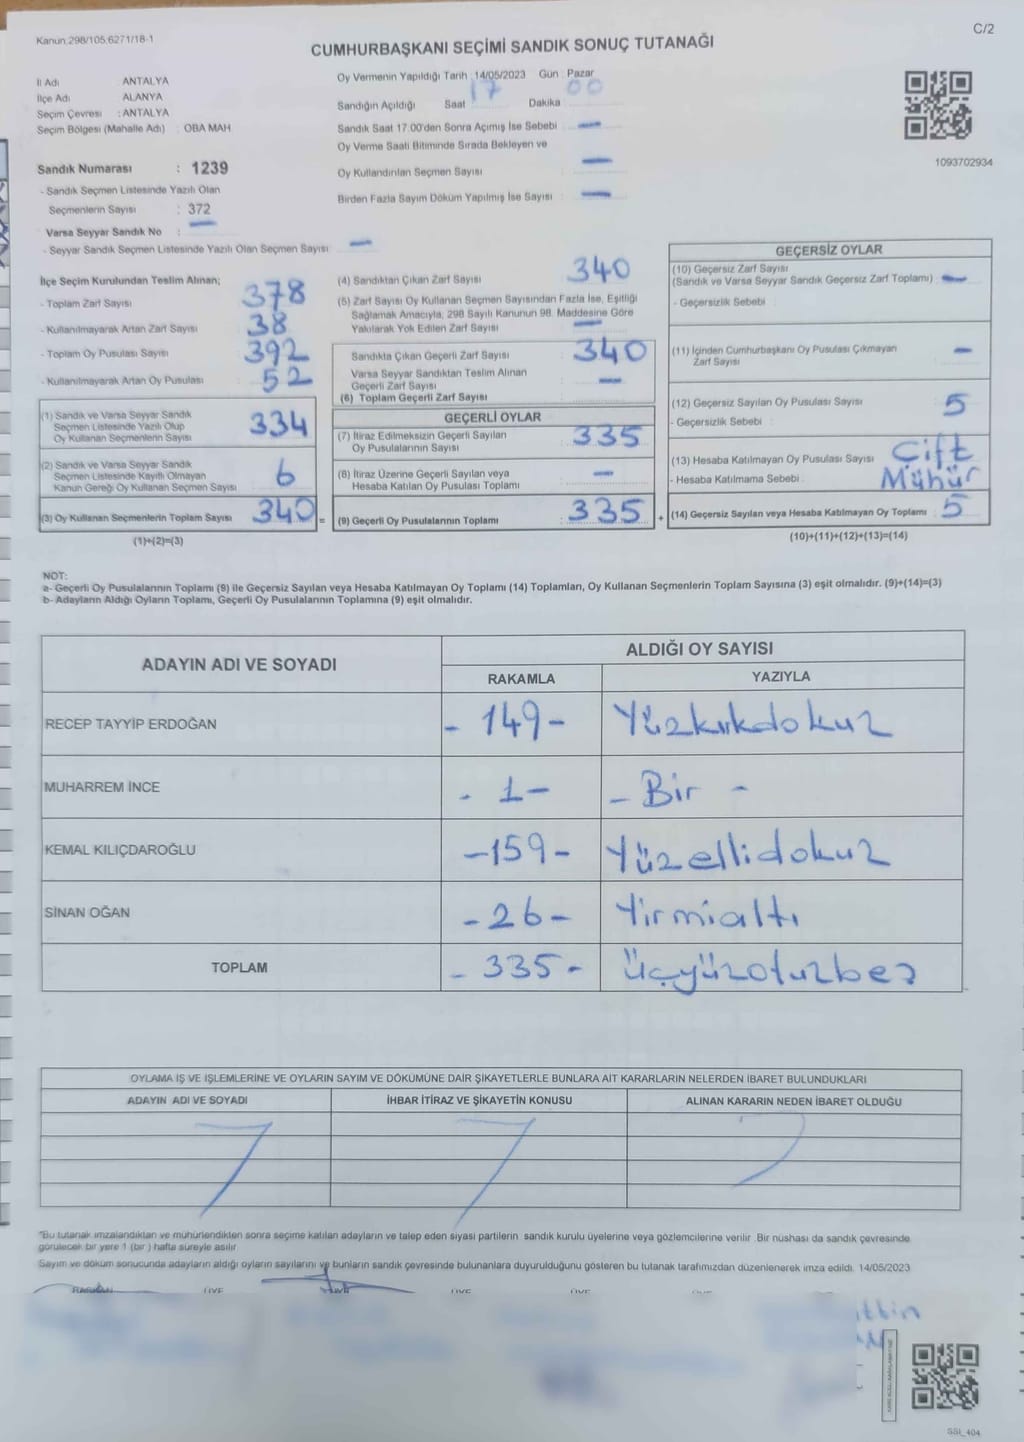 Kanun:298/105,6271/18-1
C/2
CUMHURBAŞKANI SEÇİMİ SANDIK SONUÇ TUTANAĞI
İl Adı ANTALYA
İlçe Adı ALANYA
Seçim Çevresi : ANTALYA
Seçim Bölgesi (Mahalle Adı) : OBA MAH
Sandık Numarası : 1239
- Sandık Seçmen Listesinde Yazılı Olan
Seçmenlerin Sayısı : 372
Varsa Seyyar Sandık No : —
- Seyyar Sandık Seçmen Listesinde Yazılı Olan Seçmen Sayısı : —
Oy Vermenin Yapıldığı Tarih : 14/05/2023 Gün : Pazar
Sandığın Açıldığı Saat 17 Dakika 00
Sandık Saat 17.00'den Sonra Açımış İse Sebebi : —
Oy Verme Saati Bitiminde Sırada Bekleyen ve
Oy Kullandırılan Seçmen Sayısı : —
Birden Fazla Sayım Döküm Yapılmış İse Sayısı : —
1093702934
İlçe Seçim Kurulundan Teslim Alınan;
- Toplam Zarf Sayısı : 378
- Kullanılmayarak Artan Zarf Sayısı : 38
- Toplam Oy Pusulası Sayısı : 392
- Kullanılmayarak Artan Oy Pusulası : 52
(1) Sandık ve Varsa Seyyar Sandık
Seçmen Listesinde Yazılı Olup
Oy Kullanan Seçmenlerin Sayısı : 334
(2) Sandık ve Varsa Seyyar Sandık
Seçmen Listesinde Kayıtlı Olmayan
Kanun Gereği Oy Kullanan Seçmen Sayısı : 6
(3) Oy Kullanan Seçmenlerin Toplam Sayısı : 340 =
(1)+(2)=(3)
(4) Sandıktan Çıkan Zarf Sayısı : 340
(5) Zarf Sayısı Oy Kullanan Seçmen Sayısından Fazla İse, Eşitliği
Sağlamak Amacıyla; 298 Sayılı Kanunun 98. Maddesine Göre
Yakılarak Yok Edilen Zarf Sayısı : —
Sandıkta Çıkan Geçerli Zarf Sayısı : 340
Varsa Seyyar Sandıktan Teslim Alınan
Geçerli Zarf Sayısı : —
(6) Toplam Geçerli Zarf Sayısı :
GEÇERLİ OYLAR
(7) İtiraz Edilmeksizin Geçerli Sayılan
Oy Pusulalarının Sayısı : 335
(8) İtiraz Üzerine Geçerli Sayılan veya
Hesaba Katılan Oy Pusulası Toplamı : —
(9) Geçerli Oy Pusulalarının Toplamı : 335 +
GEÇERSİZ OYLAR
(10) Geçersiz Zarf Sayısı
(Sandık ve Varsa Seyyar Sandık Geçersiz Zarf Toplamı) : —
- Geçersizlik Sebebi :
(11) İçinden Cumhurbaşkanı Oy Pusulası Çıkmayan
Zarf Sayısı : —
(12) Geçersiz Sayılan Oy Pusulası Sayısı : 5
- Geçersizlik Sebebi :
(13) Hesaba Katılmayan Oy Pusulası Sayısı : Çift
- Hesaba Katılmama Sebebi : Mühür
(14) Geçersiz Sayılan veya Hesaba Katılmayan Oy Toplamı : 5
(10)+(11)+(12)+(13)=(14)
NOT:
a- Geçerli Oy Pusulalarının Toplamı (9) ile Geçersiz Sayılan veya Hesaba Katılmayan Oy Toplamı (14) Toplamları, Oy Kullanan Seçmenlerin Toplam Sayısına (3) eşit olmalıdır. (9)+(14)=(3)
b- Adayların Aldığı Oyların Toplamı, Geçerli Oy Pusulalarının Toplamına (9) eşit olmalıdır.
ADAYIN ADI VE SOYADI
ALDIĞI OY SAYISI
RAKAMLA YAZIYLA
RECEP TAYYİP ERDOĞAN - 149 - Yüzkırkdokuz
MUHARREM İNCE - 1 - - Bir -
KEMAL KILIÇDAROĞLU - 159 - Yüzellidokuz
SİNAN OĞAN - 26 - Yirmialtı
TOPLAM - 335 - Üçyüzotuzbeş
OYLAMA İŞ VE İŞLEMLERİNE VE OYLARIN SAYIM VE DÖKÜMÜNE DAİR ŞİKAYETLERLE BUNLARA AİT KARARLARIN NELERDEN İBARET BULUNDUKLARI
ADAYIN ADI VE SOYADI İHBAR İTİRAZ VE ŞİKAYETİN KONUSU ALINAN KARARIN NEDEN İBARET OLDUĞU
*Bu tutanak imzalandıktan ve mühürlendikten sonra seçime katılan adayların ve talep eden siyasi partilerin sandık kurulu üyelerine veya gözlemcilerine verilir .Bir nüshası da sandık çevresinde
görülecek bir yere 1 (bir ) hafta süreyle asılır
Sayım ve döküm sonucunda adayların aldığı oyların sayılarını ve bunların sandık çevresinde bulunanlara duyurulduğunu gösteren bu tutanak tarafımızdan düzenlenerek imza edildi. 14/05/2023
BAŞKAN ÜYE ÜYE ÜYE ÜYE ÜYE
SSI_404